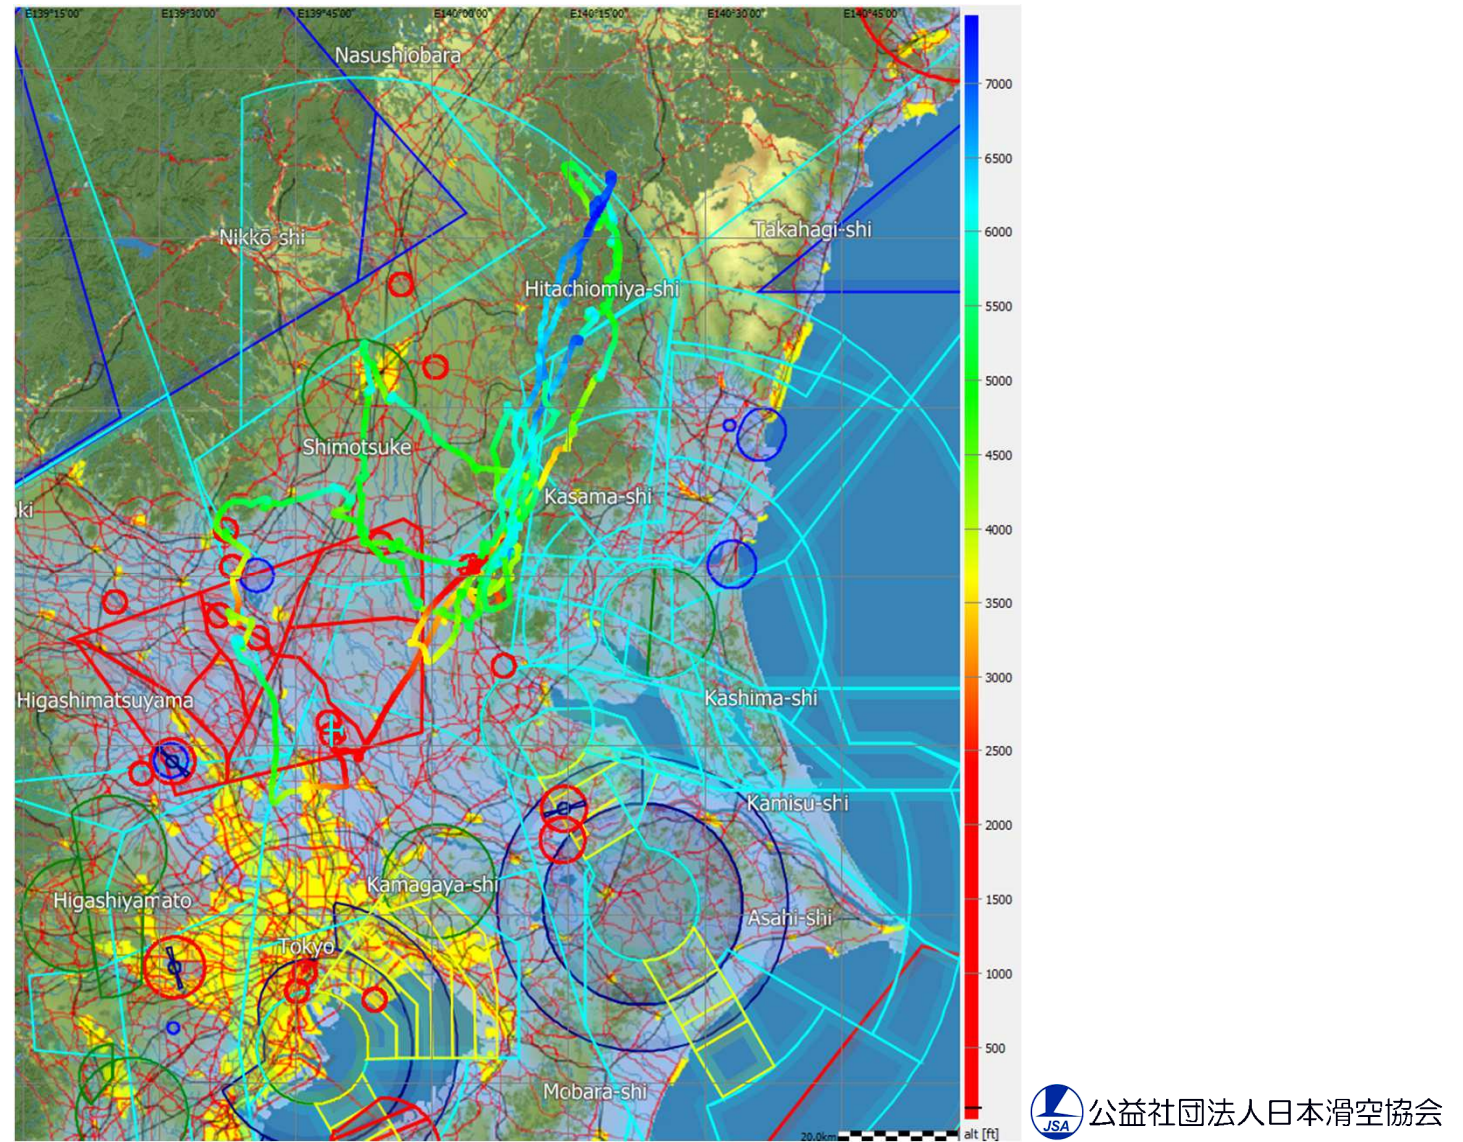 E139°15'00" E139°30'00" E139°45'00" E140°00'00" E140°15'00" E140°30'00" E140°45'00"
Nasushiobara
7000
6500
Nikkō-shi
Takahagi-shi
6000
Hitachiomiya-shi
5500
5000
Shimotsuke
4500
Kasama-shi
ki
4000
3500
3000
Higashimatsuyama
Kashima-shi
2500
Kamisu-shi
2000
Kamagaya-shi
Higashiyamato
1500
Asahi-shi
Tokyo
1000
500
Mobara-shi
20.0km
alt [ft]
JSA
公益社団法人日本滑空協会